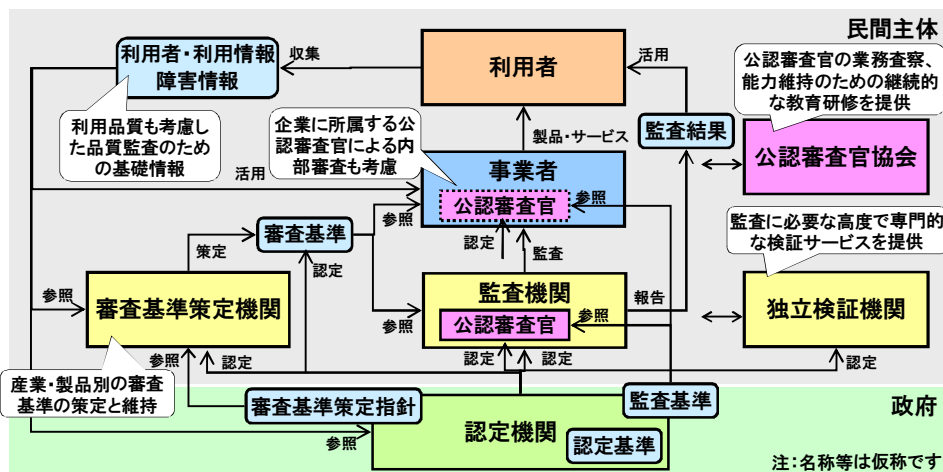 民間主体
利用者・利用情報
障害情報
収集
利用者
活用
公認審査官の業務査察、
能力維持のための継続的
な教育研修を提供
利用品質も考慮し
た品質監査のため
の基礎情報
企業に所属する公
認審査官による内
部審査も考慮
製品・サービス
監査結果
公認審査官協会
活用
事業者
公認審査官
参照
参照
審査基準
策定
認定
認定
監査
監査に必要な高度で専門的
な検証サービスを提供
参照
審査基準策定機関
参照
監査機関
公認審査官
参照
報告
独立検証機関
参照
認定
認定
認定
認定
産業・製品別の審査
基準の策定と維持
審査基準策定指針
監査基準
政府
参照
認定機関
認定基準
注:名称等は仮称です